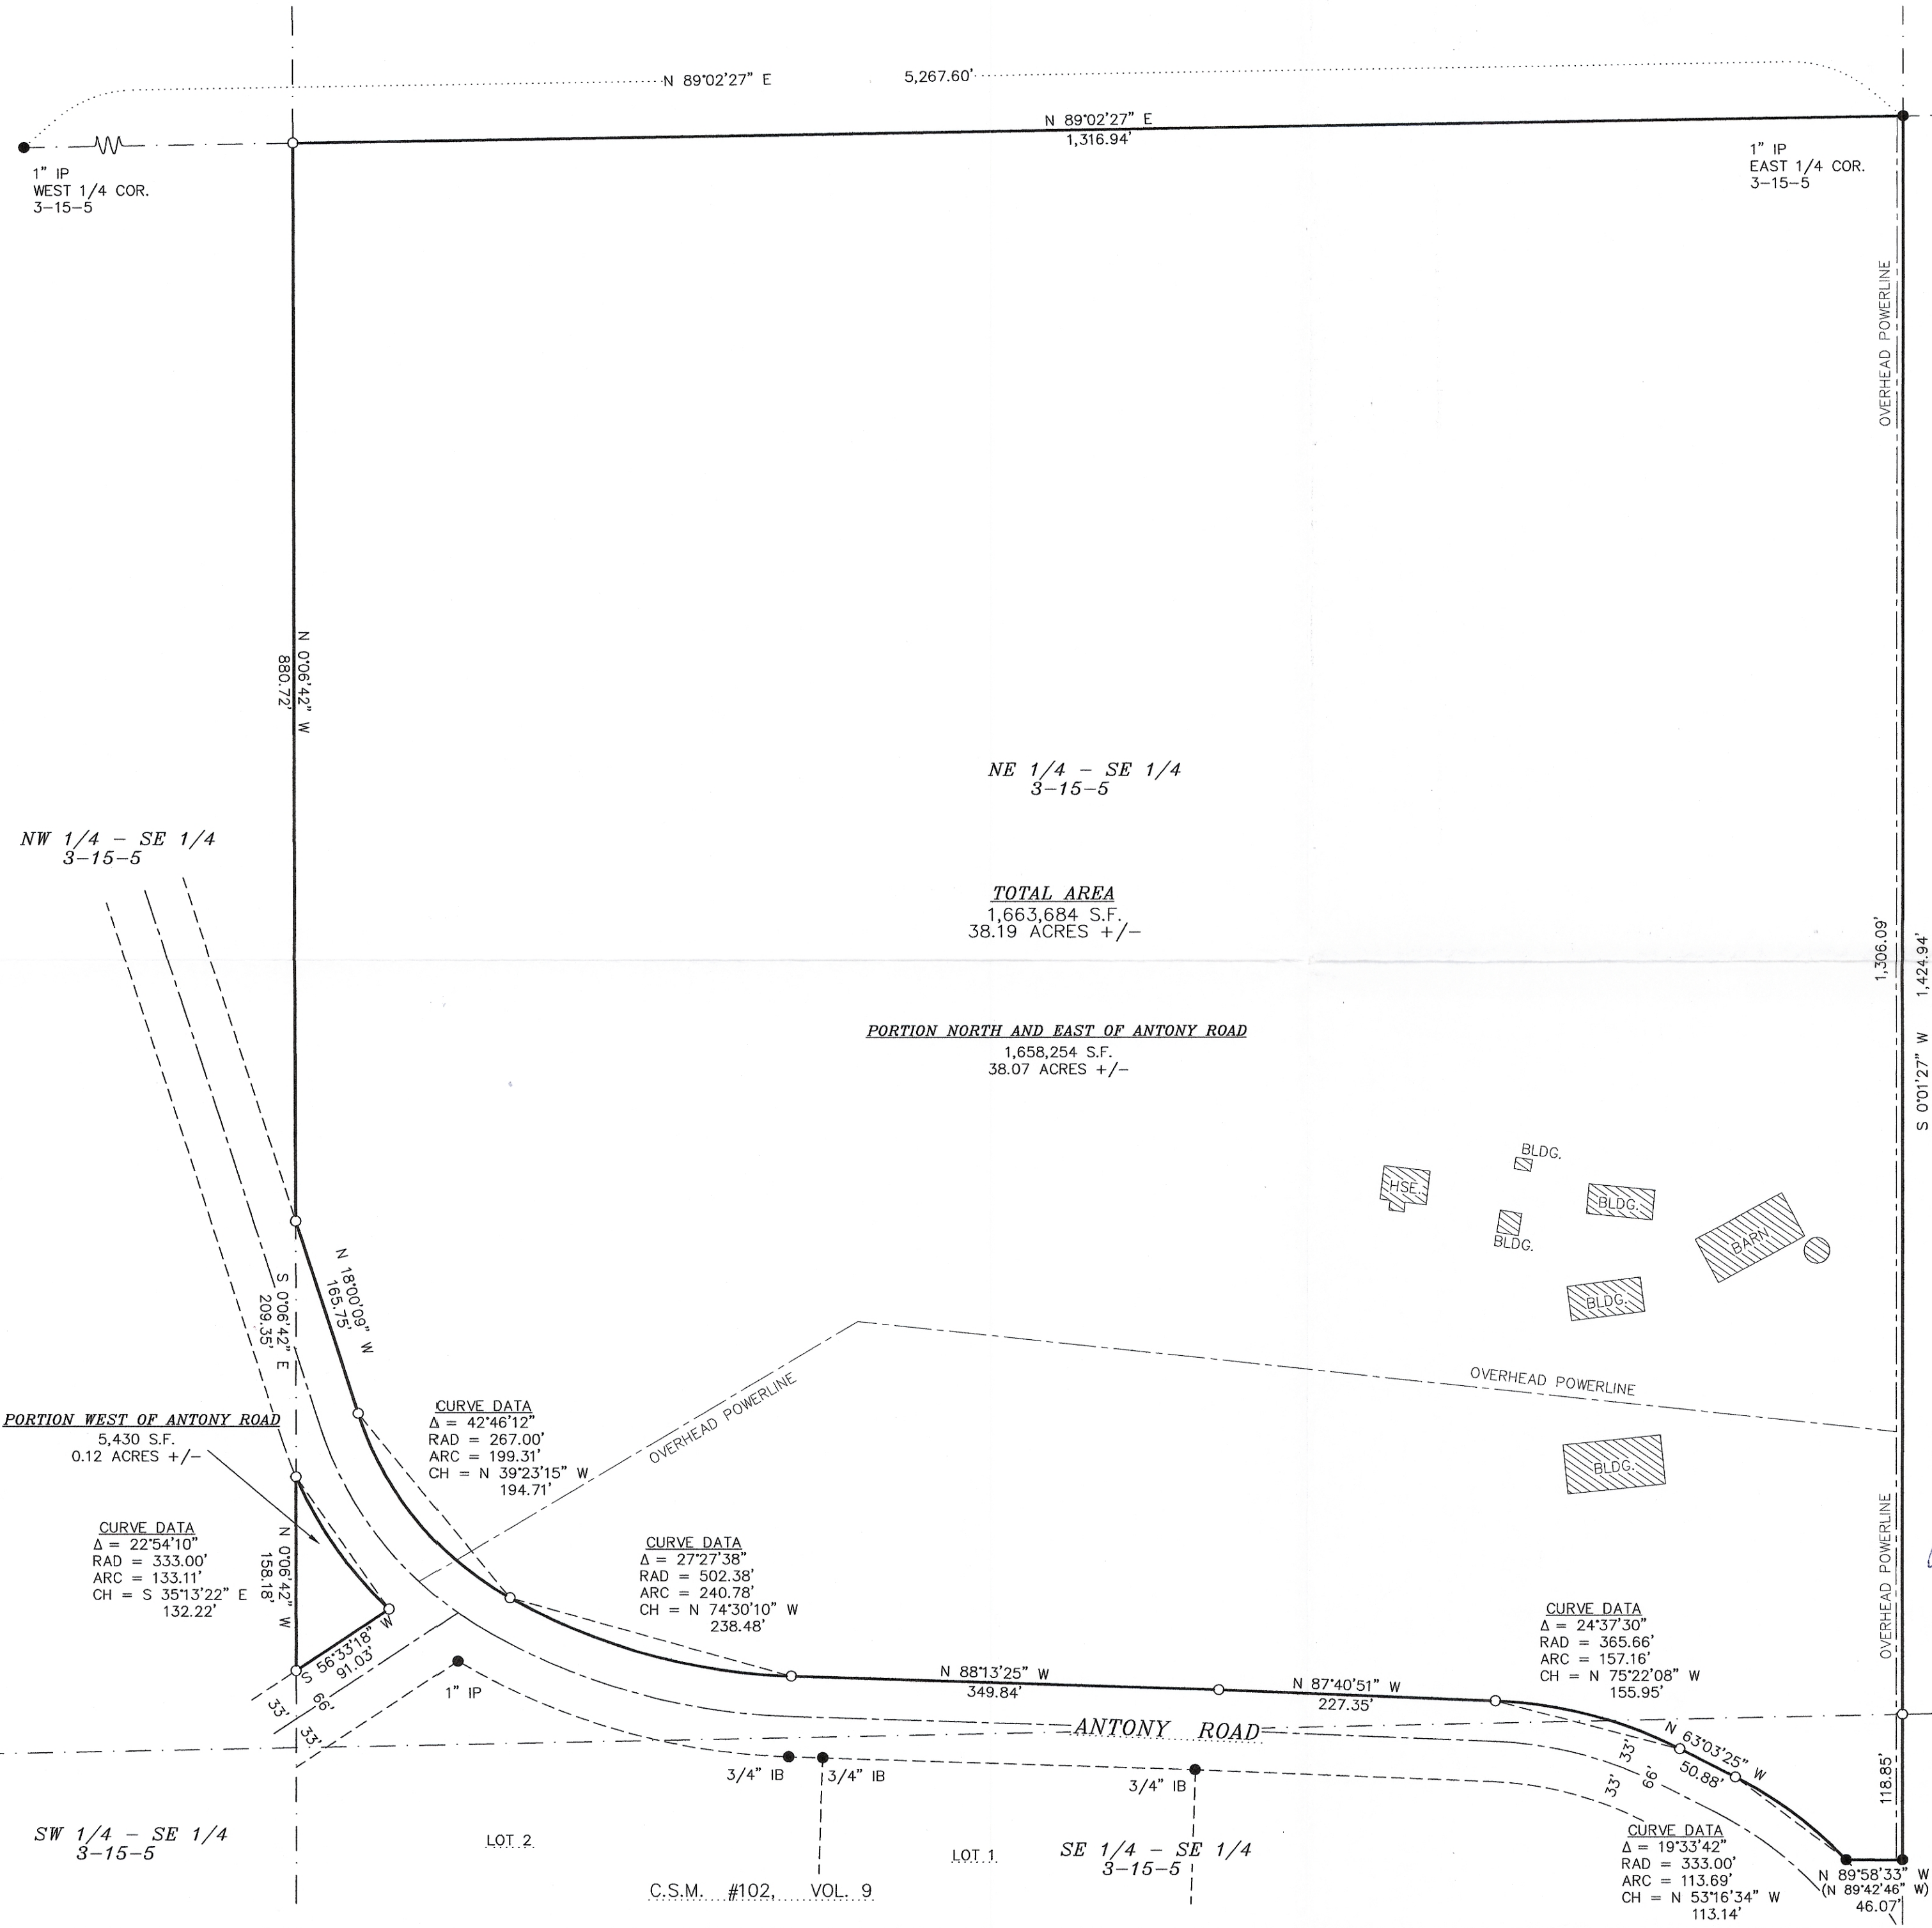 N 89°02'27" E 5,267.60'
N 89°02'27" E
1,316.94'
1" IP
WEST 1/4 COR.
3-15-5
1" IP
EAST 1/4 COR.
3-15-5
OVERHEAD POWERLINE
N 0°06'42" W
880.72'
NE 1/4 - SE 1/4
3-15-5
NW 1/4 - SE 1/4
3-15-5
TOTAL AREA
1,663,684 S.F.
38.19 ACRES +/-
1,306.09'
S 0°01'27" W 1,424.94'
PORTION NORTH AND EAST OF ANTONY ROAD
1,658,254 S.F.
38.07 ACRES +/-
BLDG.
HSE.
BLDG.
BLDG.
BARN
BLDG.
N 18°00'09" W
165.75'
S 0°06'42" E
209.35'
OVERHEAD POWERLINE
OVERHEAD POWERLINE
PORTION WEST OF ANTONY ROAD
5,430 S.F.
0.12 ACRES +/-
CURVE DATA
Δ = 42°46'12"
RAD = 267.00'
ARC = 199.31'
CH = N 39°23'15" W
194.71'
BLDG.
OVERHEAD POWERLINE
CURVE DATA
Δ = 22°54'10"
RAD = 333.00'
ARC = 133.11'
CH = S 35°13'22" E
132.22'
N 0°06'42" W
158.18'
CURVE DATA
Δ = 27°27'38"
RAD = 502.38'
ARC = 240.78'
CH = N 74°30'10" W
238.48'
CURVE DATA
Δ = 24°37'30"
RAD = 365.66'
ARC = 157.16'
CH = N 75°22'08" W
155.95'
S 56°33'18" W
91.03'
33'
66'
33'
1" IP
N 88°13'25" W
349.84'
N 87°40'51" W
227.35'
ANTONY ROAD
N 63°03'25" W
50.88'
33'
66'
33'
118.85'
3/4" IB
3/4" IB
3/4" IB
SW 1/4 - SE 1/4
3-15-5
LOT 2
LOT 1
SE 1/4 - SE 1/4
3-15-5
C.S.M. #102, VOL. 9
CURVE DATA
Δ = 19°33'42"
RAD = 333.00'
ARC = 113.69'
CH = N 53°16'34" W
113.14'
N 89°58'33" W
(N 89°42'46" W)
46.07'